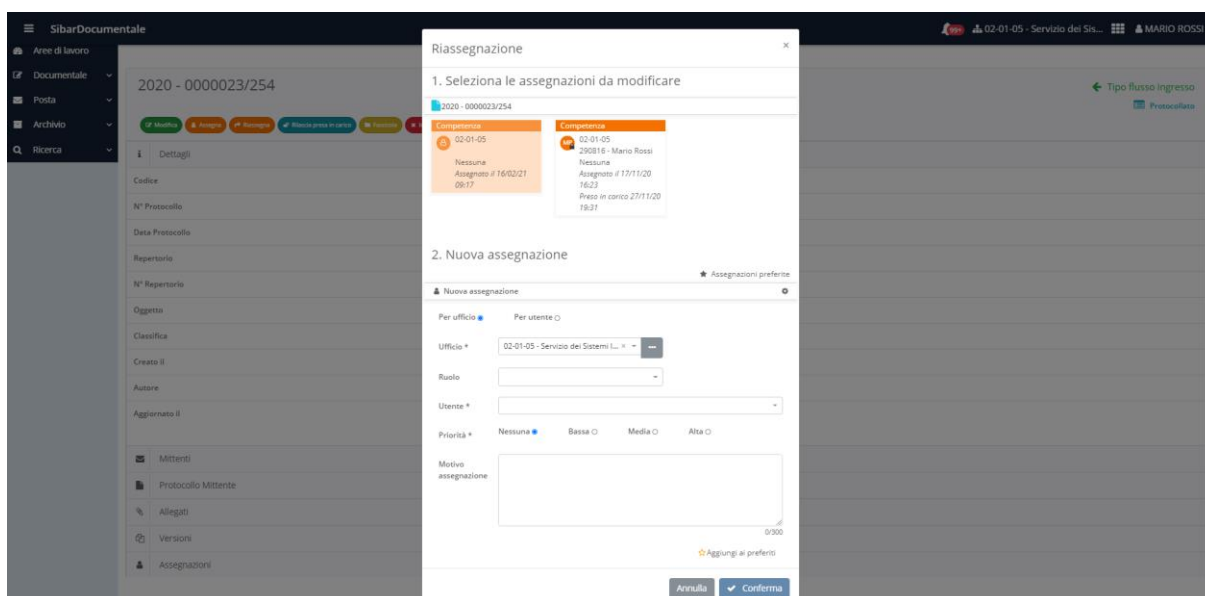 SibarDocumentale
99+ 02-01-05 - Servizio dei Sis... MARIO ROSSI
Aree di lavoro
Documentale
Posta
Archivio
Ricerca
2020 - 0000023/254
Tipo flusso ingresso
Protocollato
Modifica Assegna Riassegna Rilascia presa in carico
Dettagli
Codice
N° Protocollo
Data Protocollo
Repertorio
N° Repertorio
Oggetto
Classifica
Creato il
Autore
Aggiornato il
Mittenti
Protocollo Mittente
Allegati
Versioni
Assegnazioni
Riassegnazione ×
1. Seleziona le assegnazioni da modificare
2020 - 0000023/254
Competenza
02-01-05
Nessuna
Assegnato il 16/02/21
09:17
Competenza
02-01-05
290816 - Mario Rossi
Nessuna
Assegnato il 17/11/20
16:23
Preso in carico 27/11/20
19:31
2. Nuova assegnazione
Assegnazioni preferite
Nuova assegnazione
Per ufficio Per utente
Ufficio * 02-01-05 - Servizio dei Sistemi I... ×
Ruolo
Utente *
Priorità * Nessuna Bassa Media Alta
Motivo
assegnazione
0/300
Aggiungi ai preferiti
Annulla Conferma